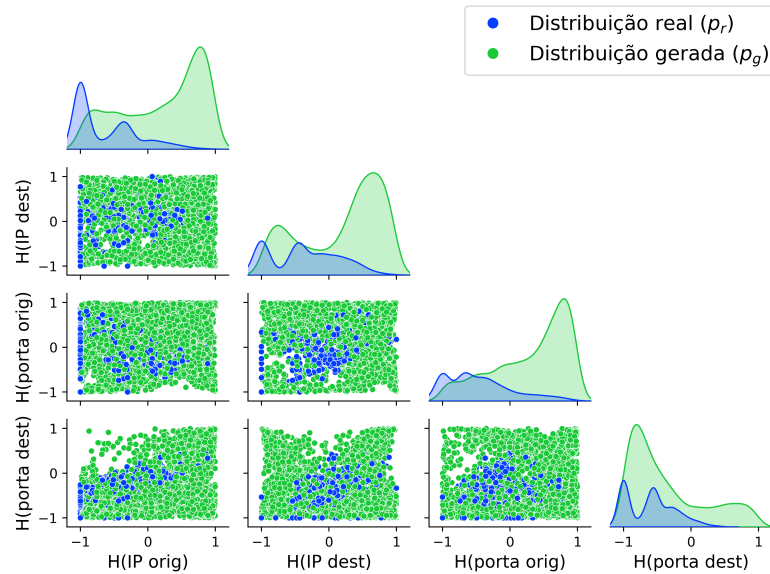 Distribuição real (p_r)
Distribuição gerada (p_g)
H(IP dest)
1
0
−1
H(porta orig)
1
0
−1
H(porta dest)
1
0
−1
−1 0 1
H(IP orig)
−1 0 1
H(IP dest)
−1 0 1
H(porta orig)
−1 0 1
H(porta dest)